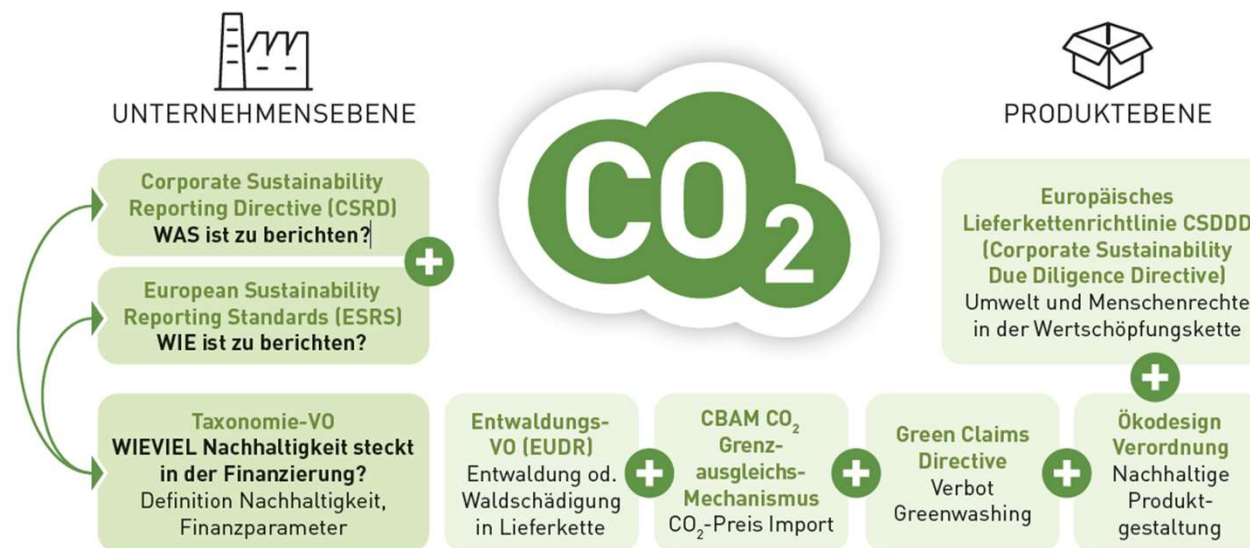 UNTERNEHMENSEBENE
Corporate Sustainability
Reporting Directive (CSRD)
WAS ist zu berichten?
European Sustainability
Reporting Standards (ESRS)
WIE ist zu berichten?
Taxonomie-VO
WIEVIEL Nachhaltigkeit steckt
in der Finanzierung?
Definition Nachhaltigkeit,
Finanzparameter
CO₂
PRODUKTEBENE
Europäisches
Lieferkettenrichtlinie CSDDD
(Corporate Sustainability
Due Diligence Directive)
Umwelt und Menschenrechte
in der Wertschöpfungskette
Entwaldungs-
VO (EUDR)
Entwaldung od.
Waldschädigung
in Lieferkette
CBAM CO₂
Grenz-
ausgleichs-
Mechanismus
CO₂-Preis Import
Green Claims
Directive
Verbot
Greenwashing
Ökodesign
Verordnung
Nachhaltige
Produkt-
gestaltung